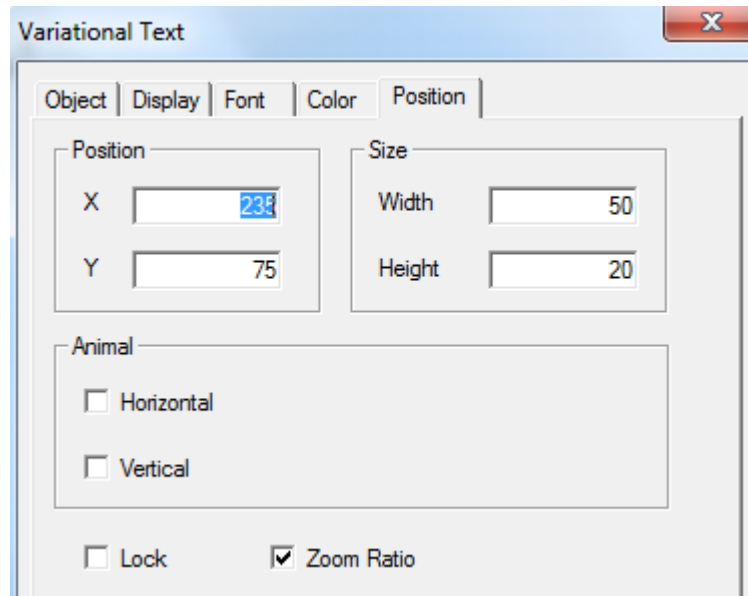 Variational Text
Object Display Font Color Position
Position
X 235
Y 75
Size
Width 50
Height 20
Animal
Horizontal
Vertical
Lock Zoom Ratio